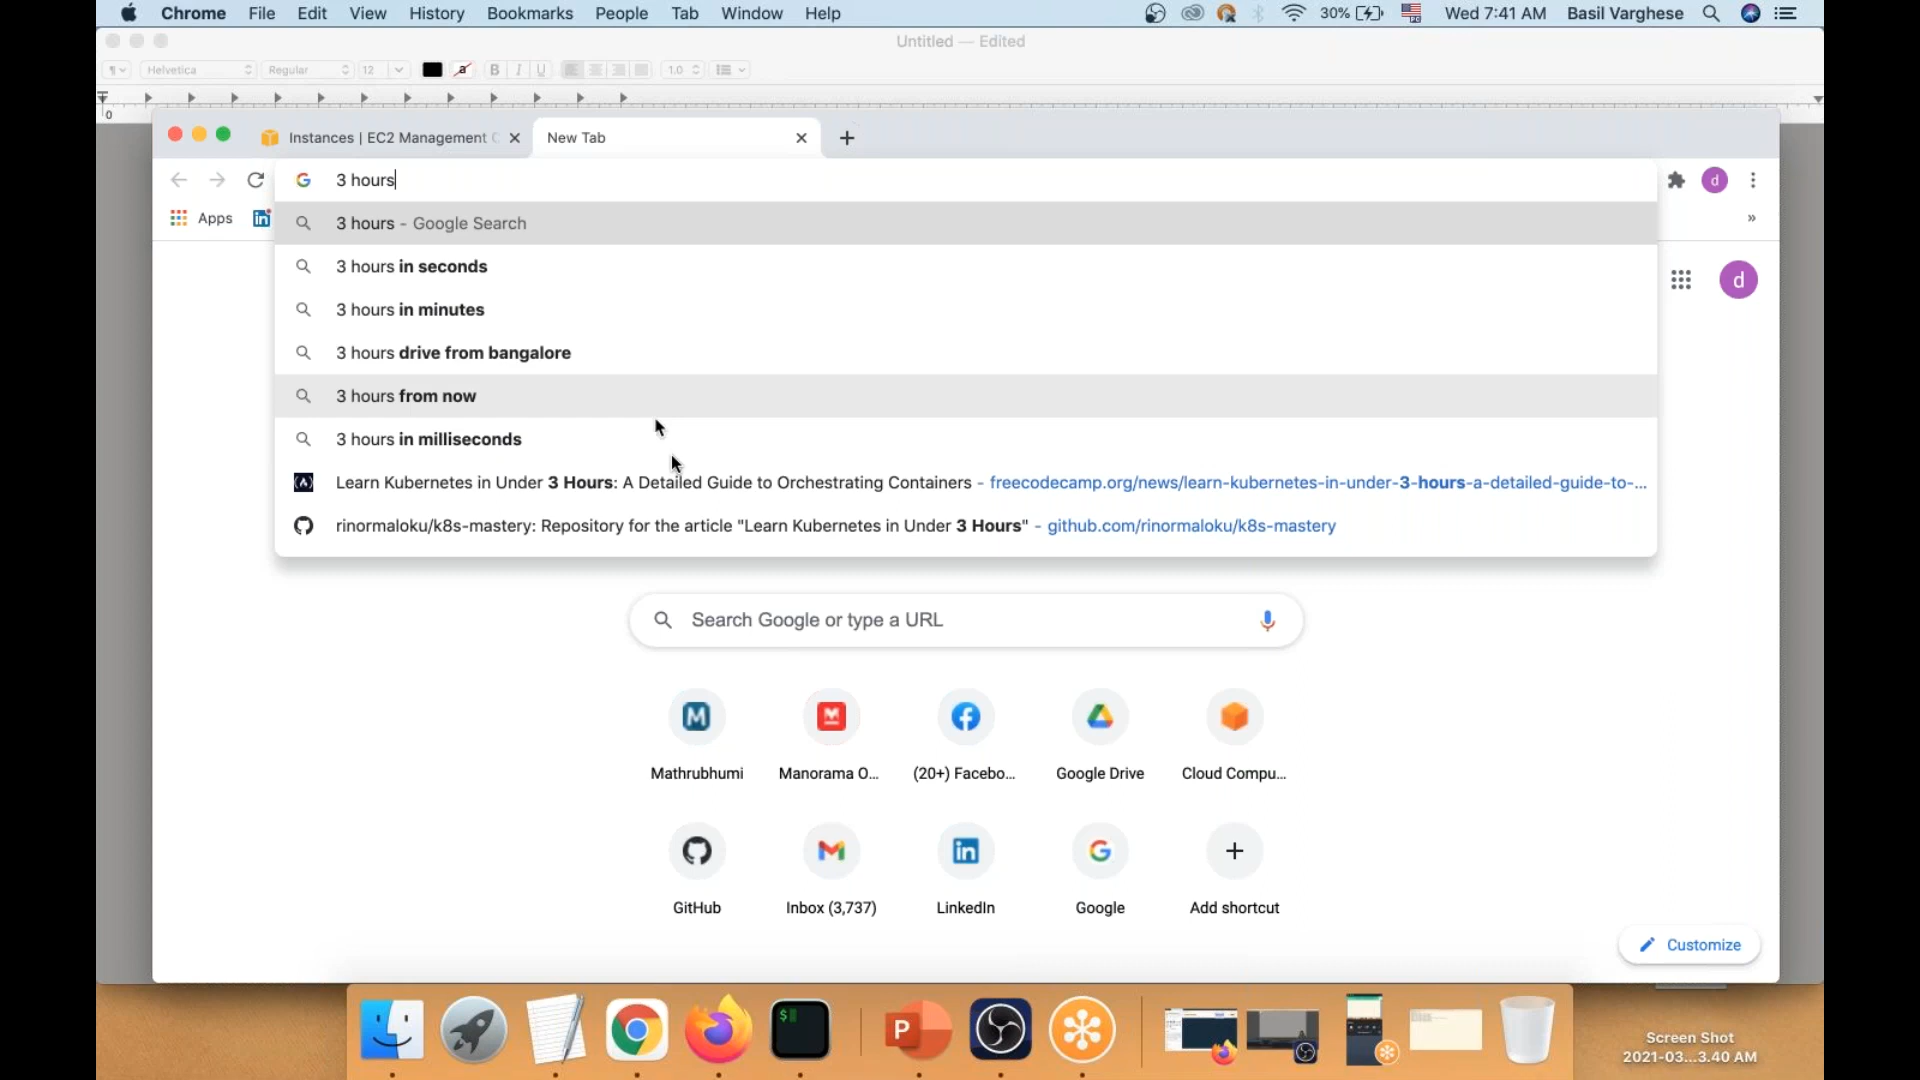 Chrome File Edit View History Bookmarks People Tab Window Help 30% Wed 7:41 AM Basil Varghese
Untitled — Edited
Helvetica Regular 12 a B I U 1.0
0
Instances | EC2 Management C New Tab
3 hours
Apps
3 hours - Google Search
3 hours in seconds
3 hours in minutes
3 hours drive from bangalore
3 hours from now
3 hours in milliseconds
Learn Kubernetes in Under 3 Hours: A Detailed Guide to Orchestrating Containers - freecodecamp.org/news/learn-kubernetes-in-under-3-hours-a-detailed-guide-to-...
rinormaloku/k8s-mastery: Repository for the article "Learn Kubernetes in Under 3 Hours" - github.com/rinormaloku/k8s-mastery
d
d
Search Google or type a URL
Mathrubhumi Manorama O... (20+) Facebo... Google Drive Cloud Compu...
GitHub Inbox (3,737) LinkedIn Google Add shortcut
Customize
Screen Shot
2021-03...3.40 AM